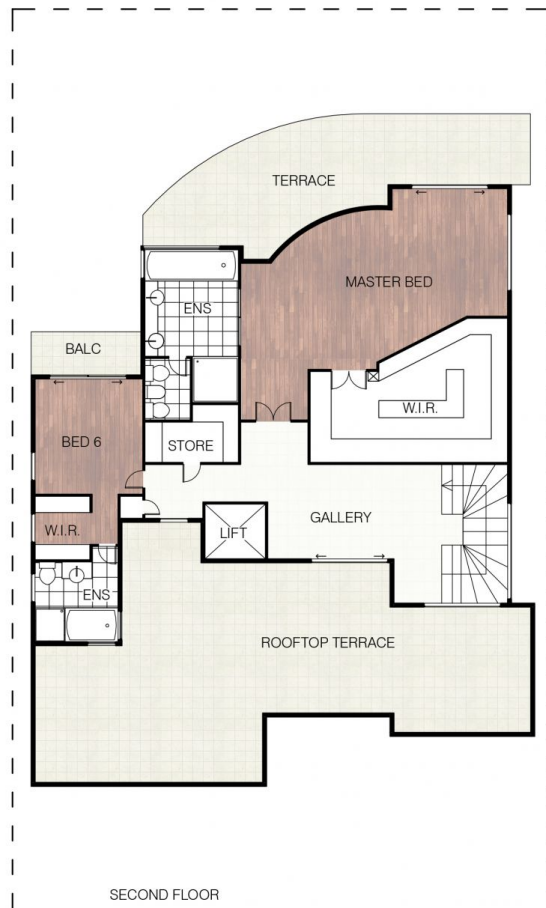 TERRACE
MASTER BED
ENS
BALC
W.I.R.
BED 6
STORE
GALLERY
W.I.R.
LIFT
ENS
ROOFTOP TERRACE
SECOND FLOOR